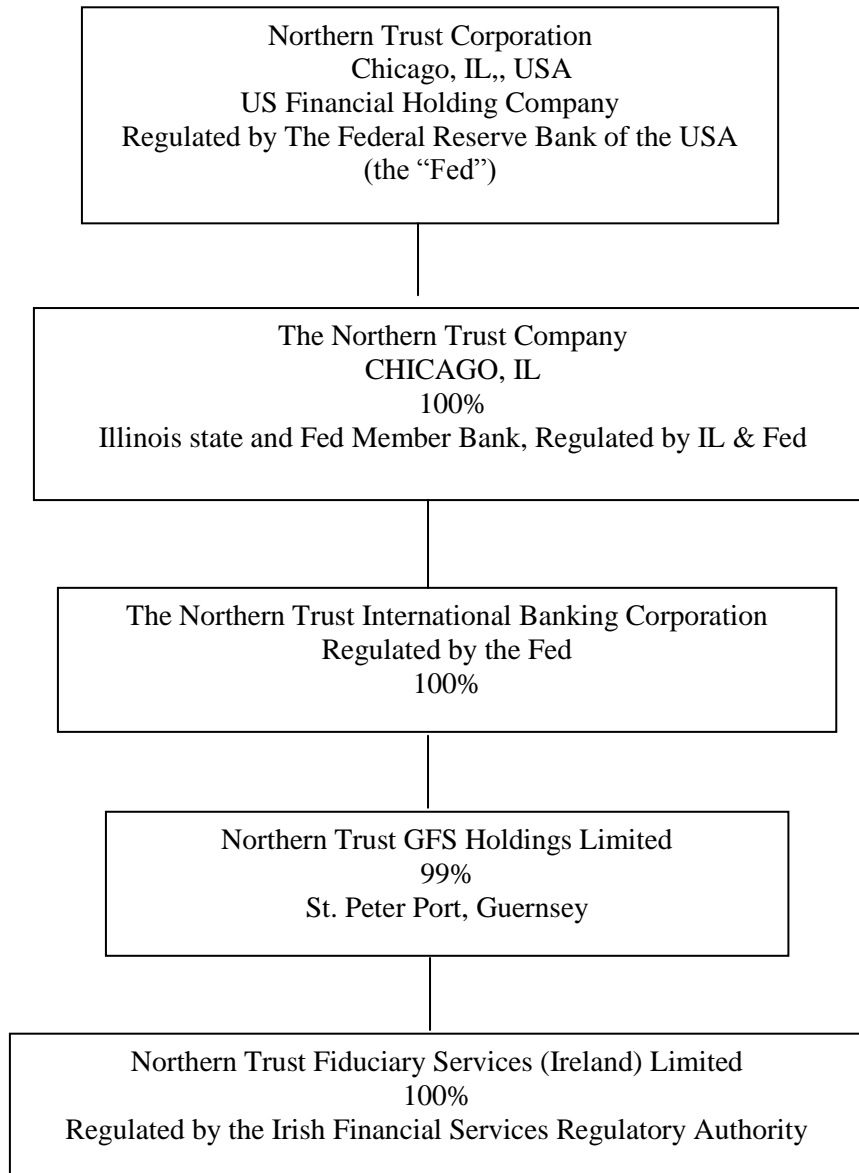 Northern Trust Corporation
Chicago, IL,, USA
US Financial Holding Company
Regulated by The Federal Reserve Bank of the USA
(the “Fed”)
The Northern Trust Company
CHICAGO, IL
100%
Illinois state and Fed Member Bank, Regulated by IL & Fed
The Northern Trust International Banking Corporation
Regulated by the Fed
100%
Northern Trust GFS Holdings Limited
99%
St. Peter Port, Guernsey
Northern Trust Fiduciary Services (Ireland) Limited
100%
Regulated by the Irish Financial Services Regulatory Authority